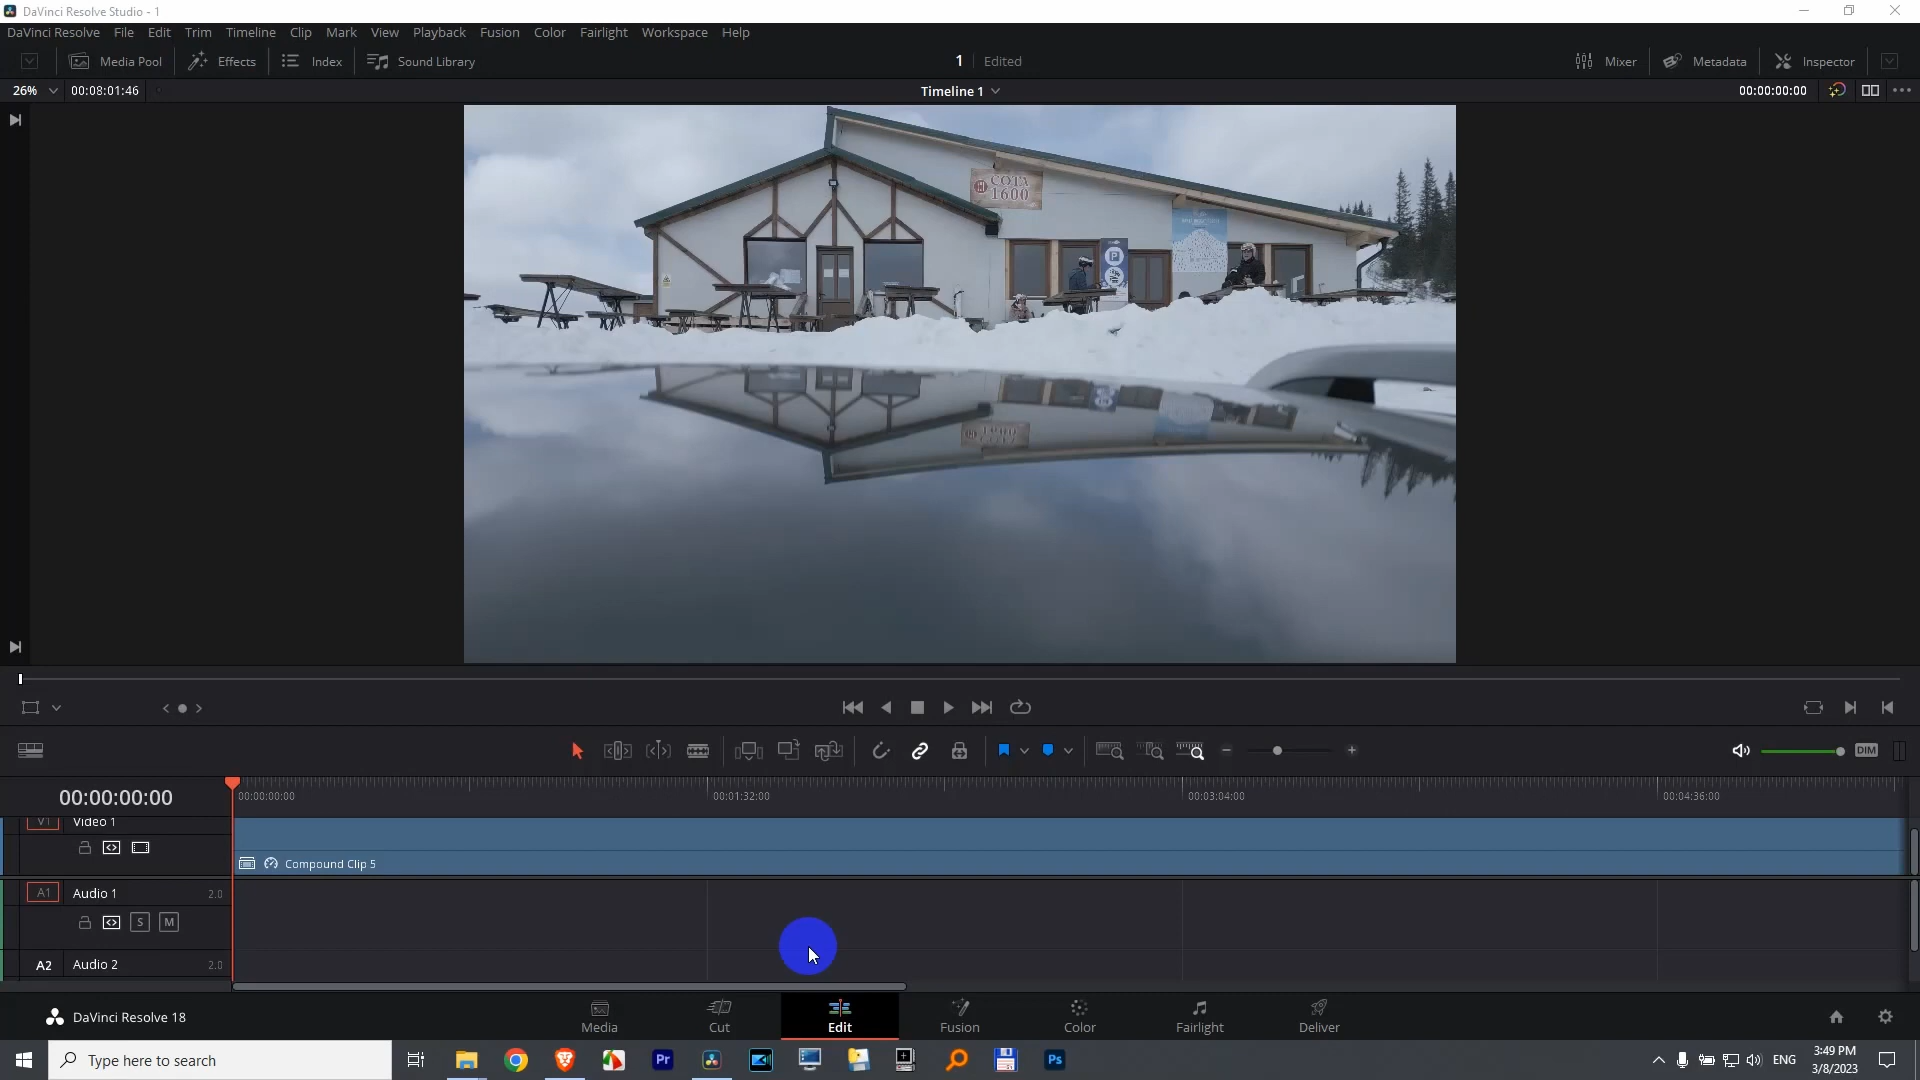 DaVinci Resolve Studio - 1
DaVinci Resolve File Edit Trim Timeline Clip Mark View Playback Fusion Color Fairlight Workspace Help
Media Pool Effects Index Sound Library 1 Edited Mixer Metadata Inspector
26% 00:08:01:46 Timeline 1 00:00:00:00
СОТА
1600
P
DIM
00:00:00:00 00:00:00:00 00:01:32:00 00:03:04:00 00:04:36:00
V1 Video 1
Compound Clip 5
A1 Audio 1 2.0
S M
A2 Audio 2 2.0
DaVinci Resolve 18 Media Cut Edit Fusion Color Fairlight Deliver
Type here to search Pr Ps ENG 3:49 PM
3/8/2023